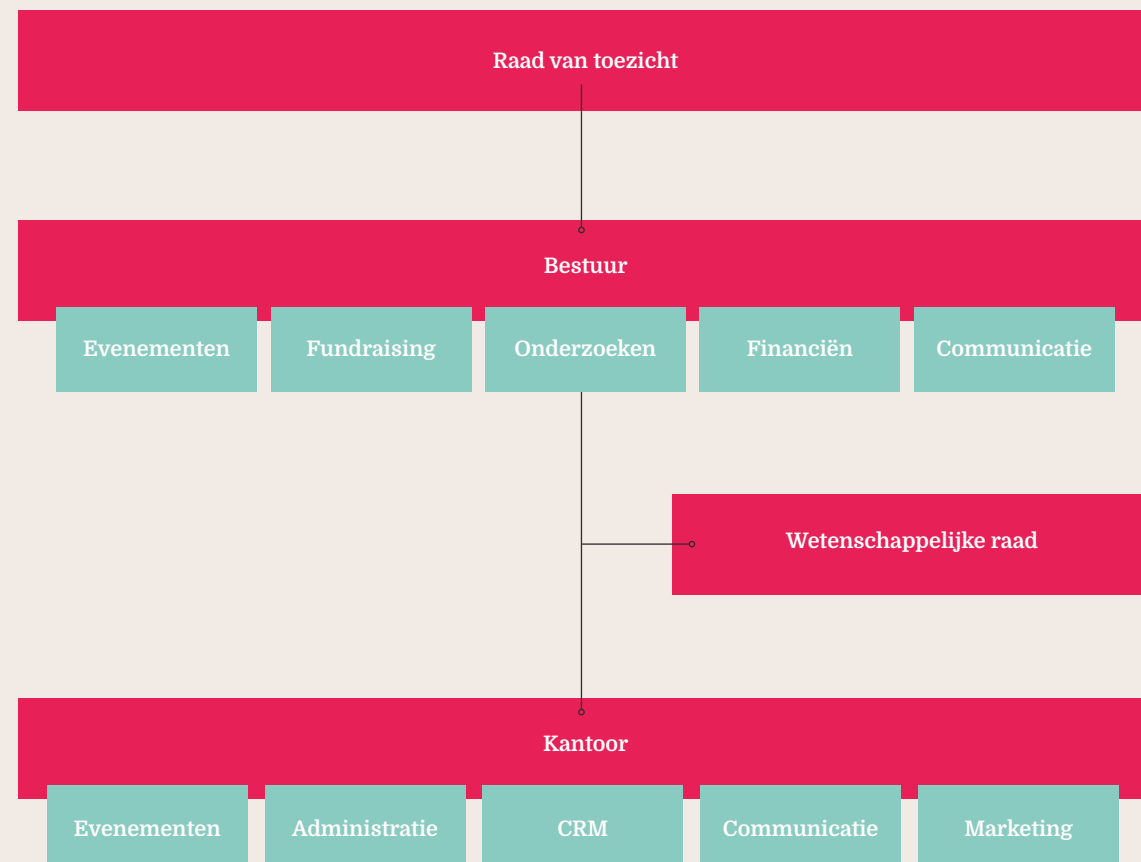 Raad van toezicht
Bestuur
Evenementen
Fundraising
Onderzoeken
Financiën
Communicatie
Wetenschappelijke raad
Kantoor
Evenementen
Administratie
CRM
Communicatie
Marketing